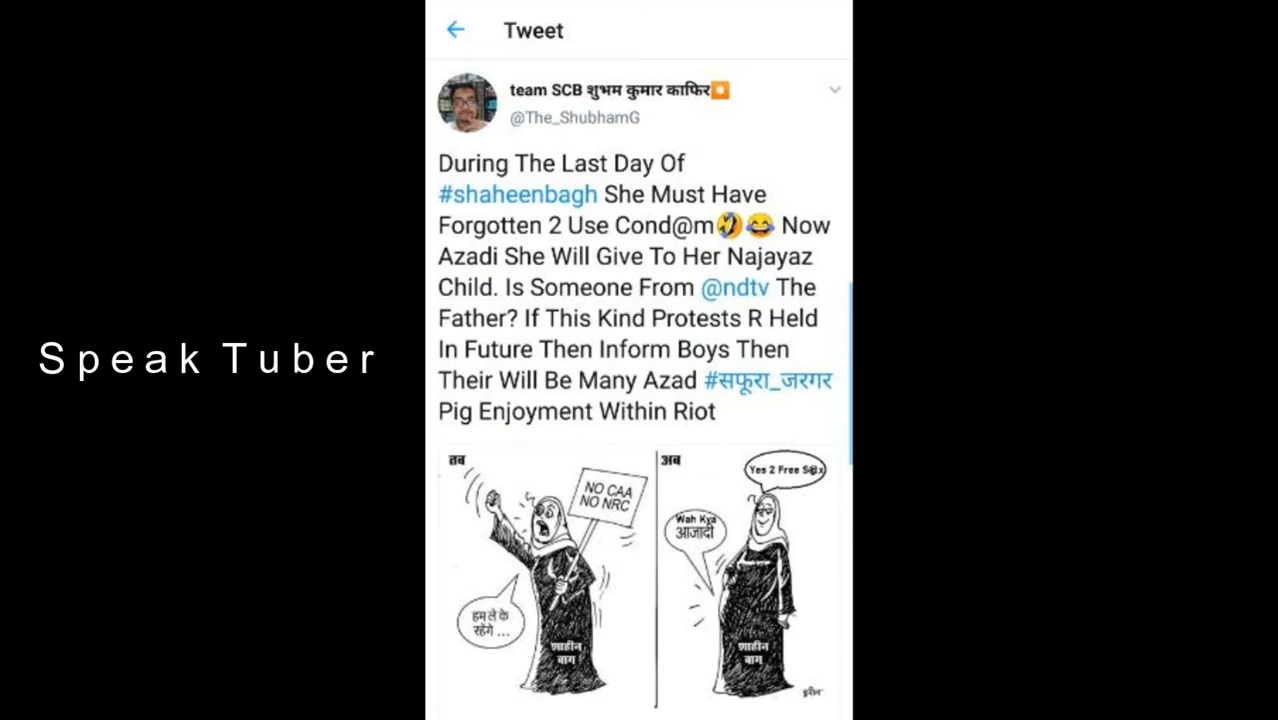 Tweet
team SCB शुभम कुमार काफिर
@The_ShubhamG
During The Last Day Of
#shaheenbagh She Must Have
Forgotten 2 Use Cond@m🤣😂 Now
Azadi She Will Give To Her Najayaz
Child. Is Someone From @ndtv The
Father? If This Kind Protests R Held
In Future Then Inform Boys Then
Their Will Be Many Azad #सफूरा_जरगर
Pig Enjoyment Within Riot
Speak Tuber
तब
NO CAA
NO NRC
हम ले के
रहेंगे ...
शाहीन
बाग
अब
Yes 2 Free S@x
Wah Kya
आजादी
शाहीन
बाग